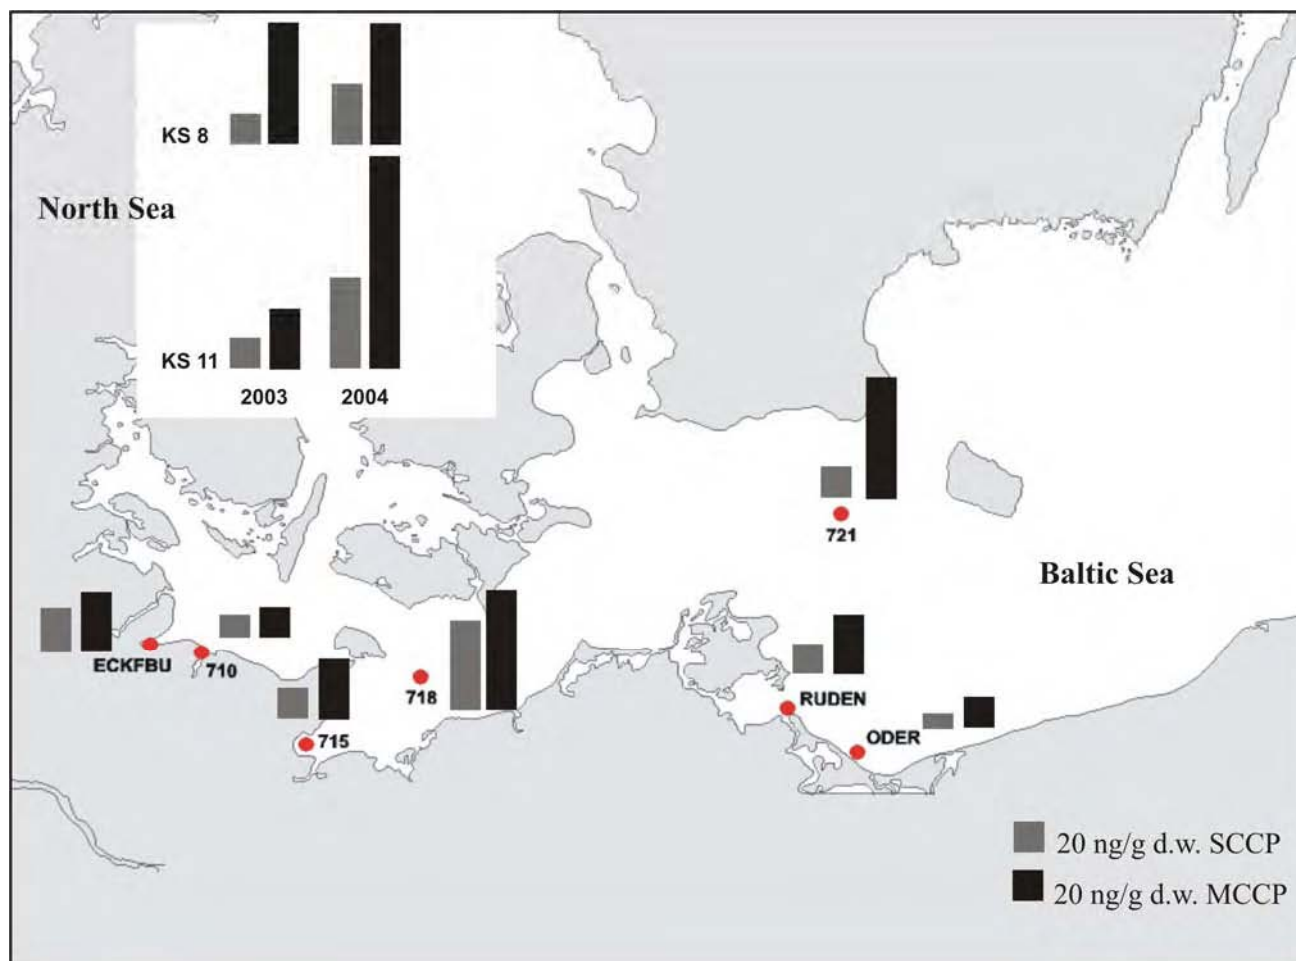 KS 8
North Sea
KS 11
2003 2004
721
Baltic Sea
ECKFBU
710
718
715
RUDEN
ODER
20 ng/g d.w. SCCP
20 ng/g d.w. MCCP